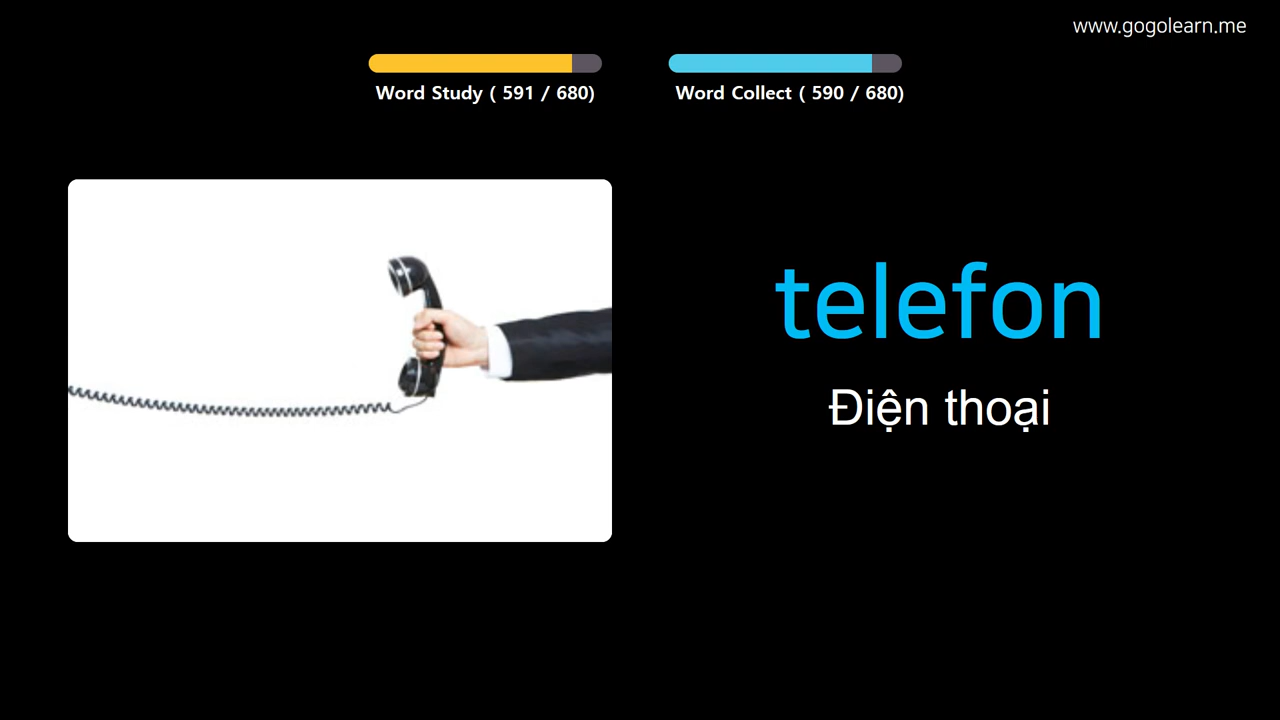 www.gogolearn.me
Word Study ( 591 / 680)
Word Collect ( 590 / 680)
telefon
Điện thoại